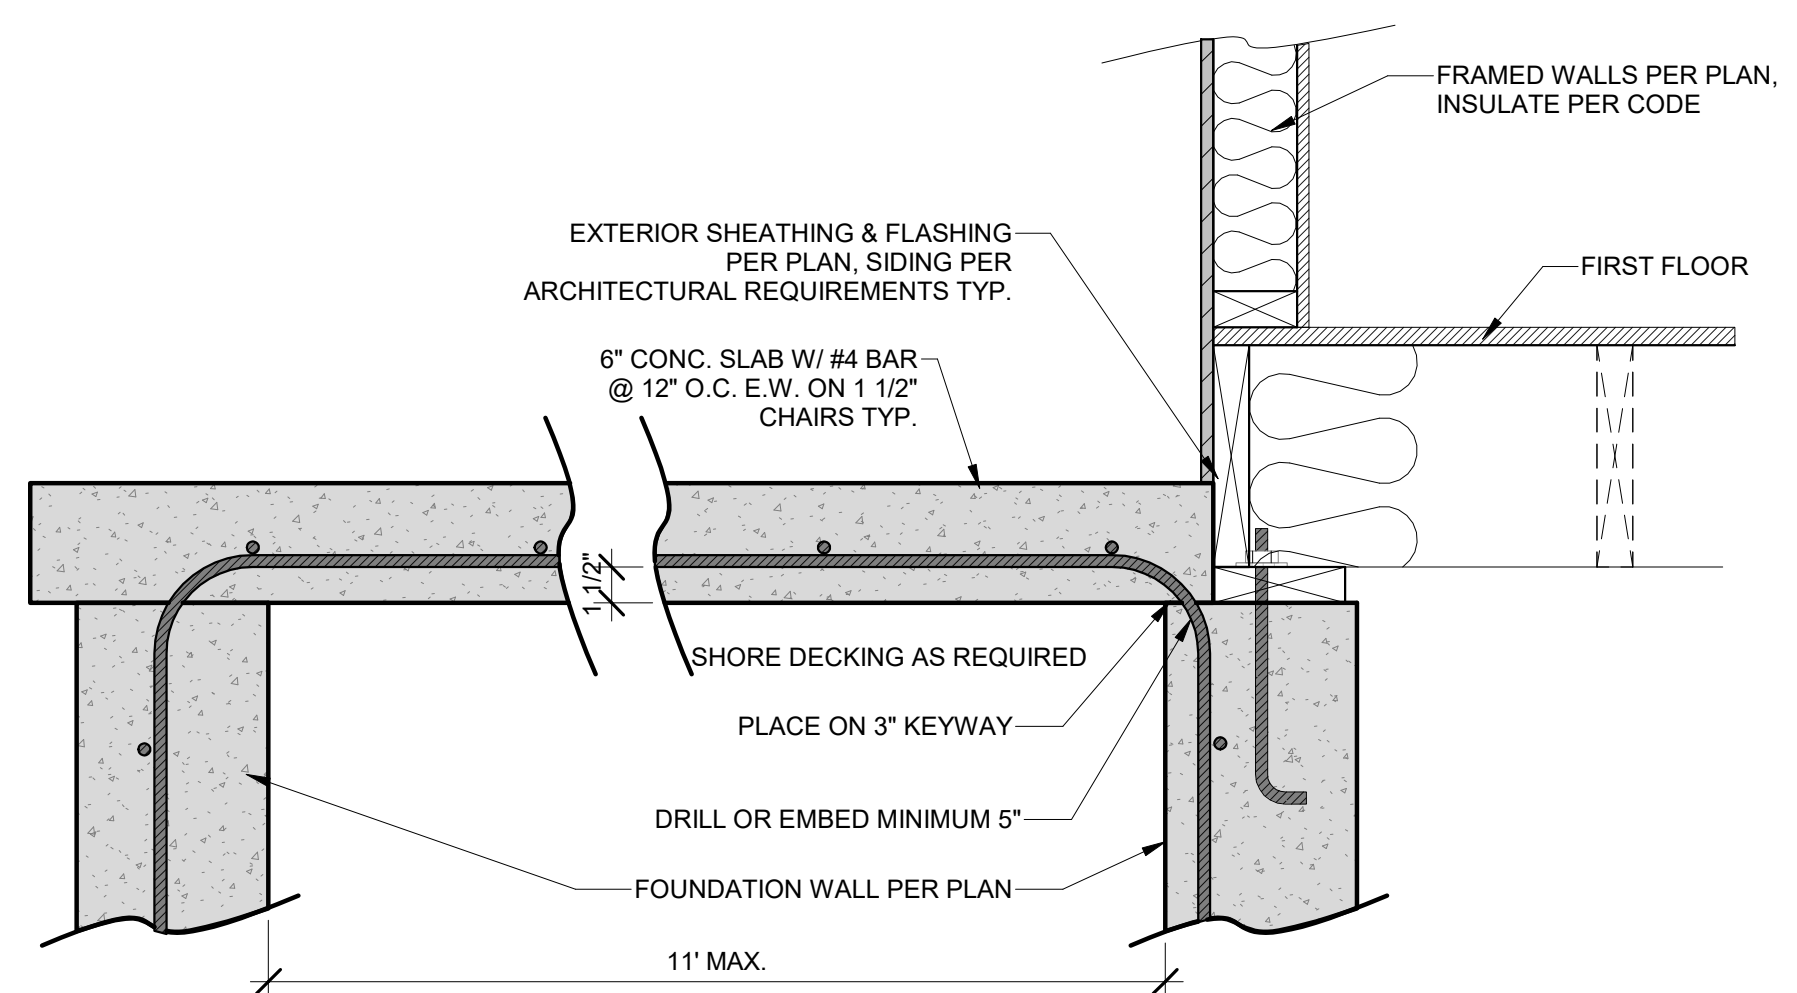 FRAMED WALLS PER PLAN,
INSULATE PER CODE
EXTERIOR SHEATHING & FLASHING
PER PLAN, SIDING PER
ARCHITECTURAL REQUIREMENTS TYP.
FIRST FLOOR
6" CONC. SLAB W/ #4 BAR
@ 12" O.C. E.W. ON 1 1/2"
CHAIRS TYP.
1 1/2"
SHORE DECKING AS REQUIRED
PLACE ON 3" KEYWAY
DRILL OR EMBED MINIMUM 5"
FOUNDATION WALL PER PLAN
11' MAX.